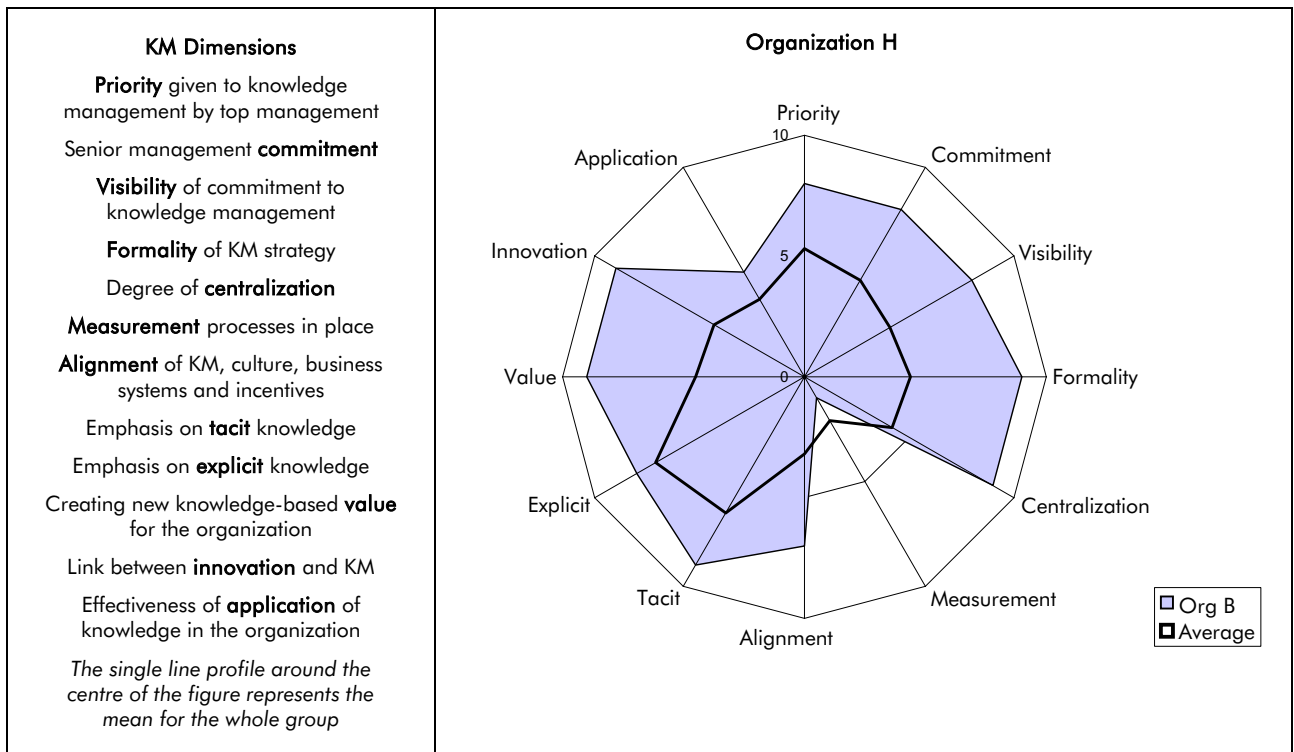 KM Dimensions
Priority given to knowledge
management by top management
Senior management commitment
Visibility of commitment to
knowledge management
Formality of KM strategy
Degree of centralization
Measurement processes in place
Alignment of KM, culture, business
systems and incentives
Emphasis on tacit knowledge
Emphasis on explicit knowledge
Creating new knowledge-based value
for the organization
Link between innovation and KM
Effectiveness of application of
knowledge in the organization
The single line profile around the
centre of the figure represents the
mean for the whole group
Organization H
Priority
10
Commitment
Visibility
Formality
Centralization
Measurement
Alignment
Tacit
Explicit
Value
Innovation
Application
5
0
Org B
Average